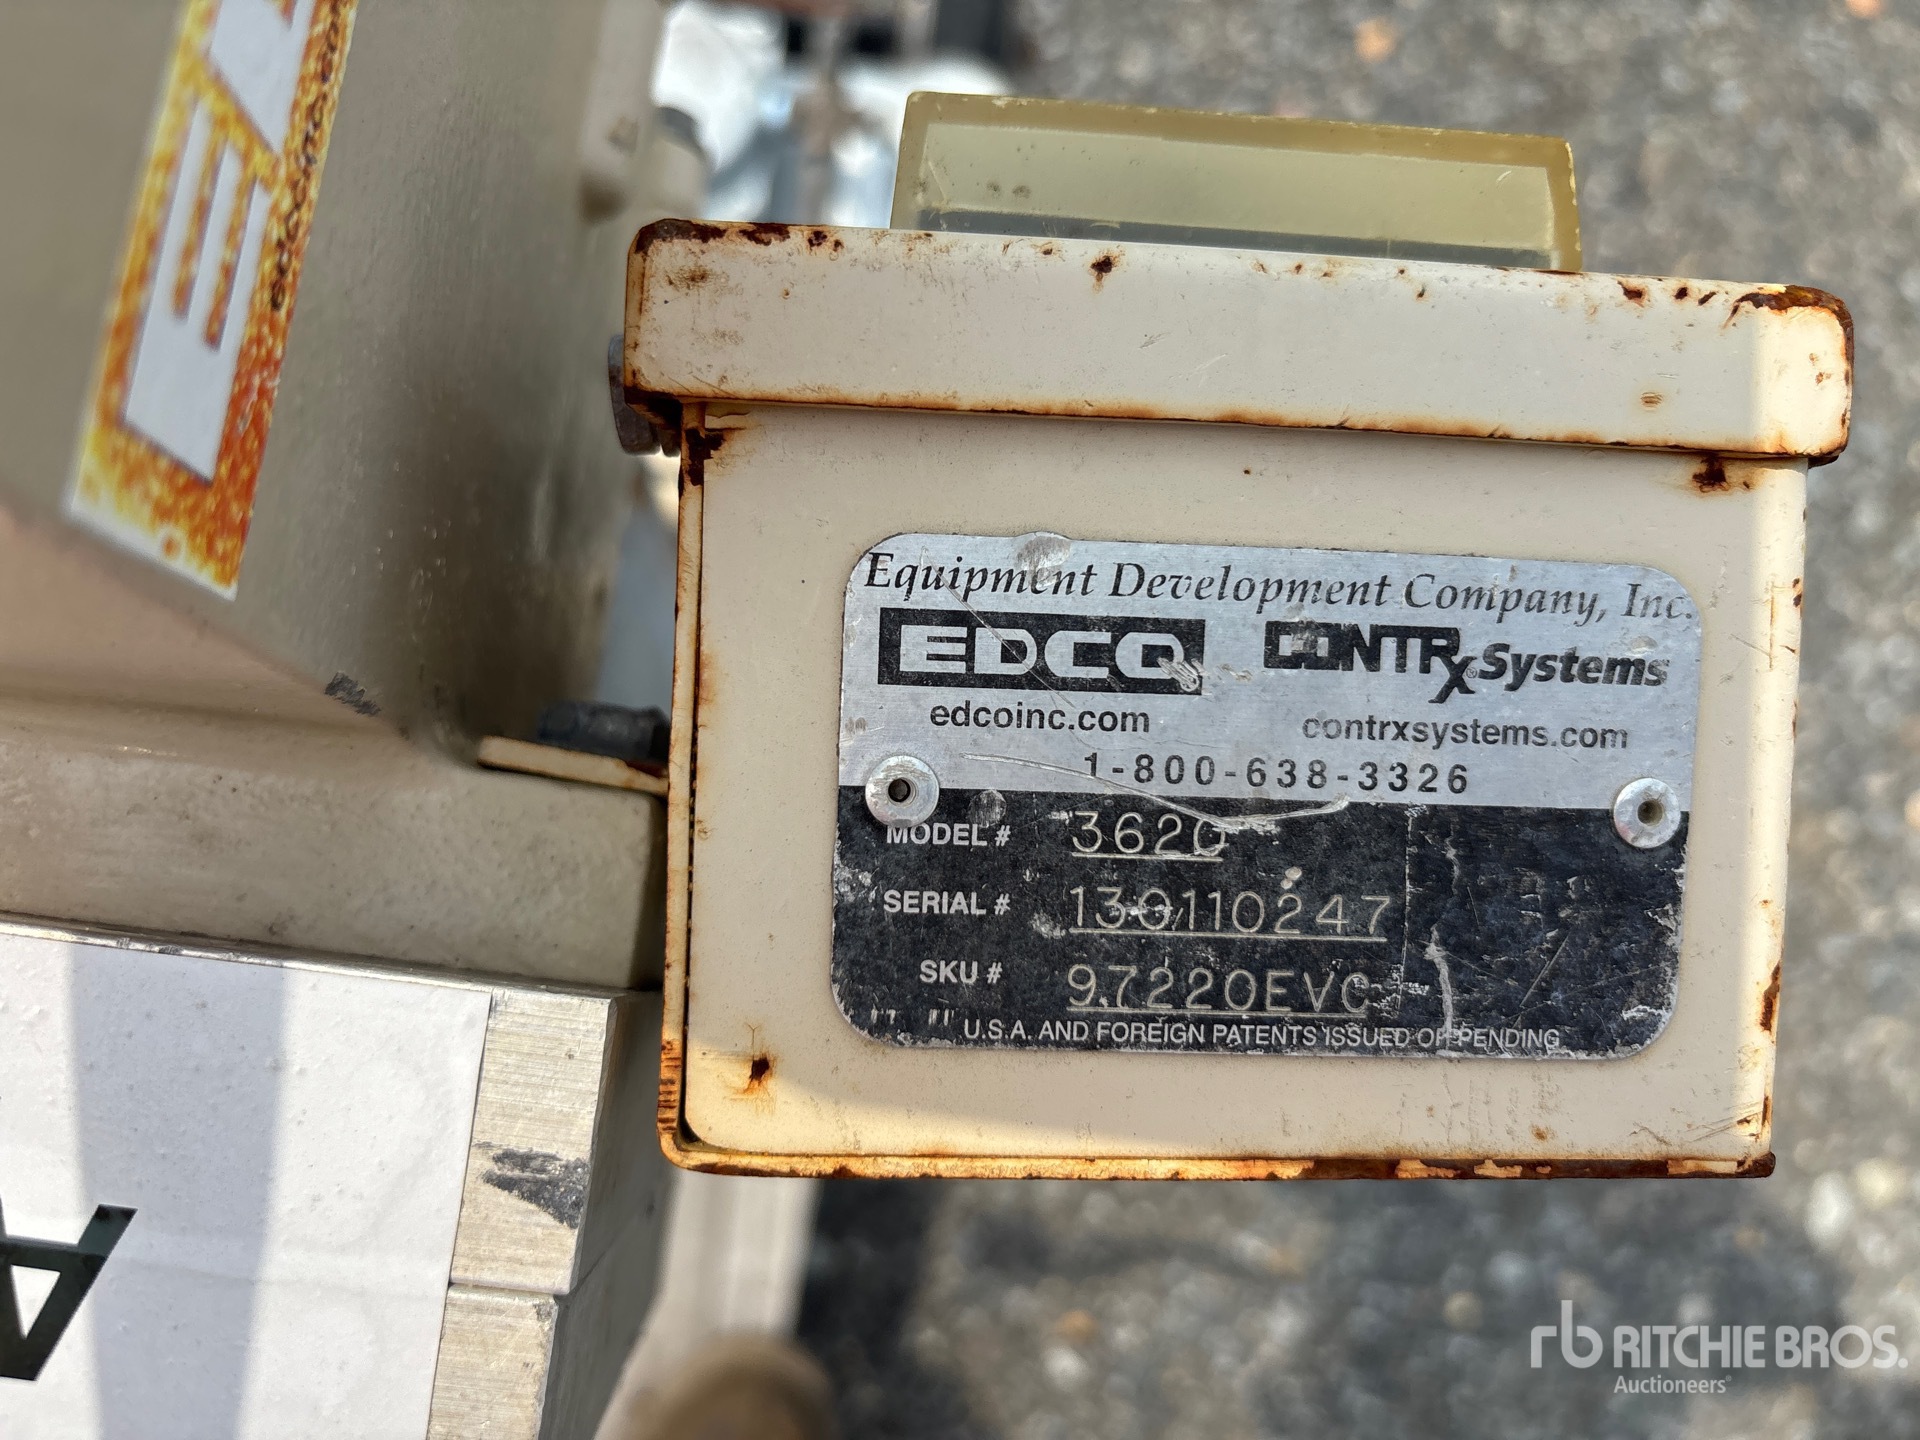 Equipment Development Company, Inc.
EDCO CONTRx Systems
edcoinc.com contrxsystems.com
1-800-638-3326
MODEL # 3620
SERIAL # 130110247
SKU # 97220EVC
U.S.A. AND FOREIGN PATENTS ISSUED OR PENDING
rb RITCHIE BROS.
Auctioneers